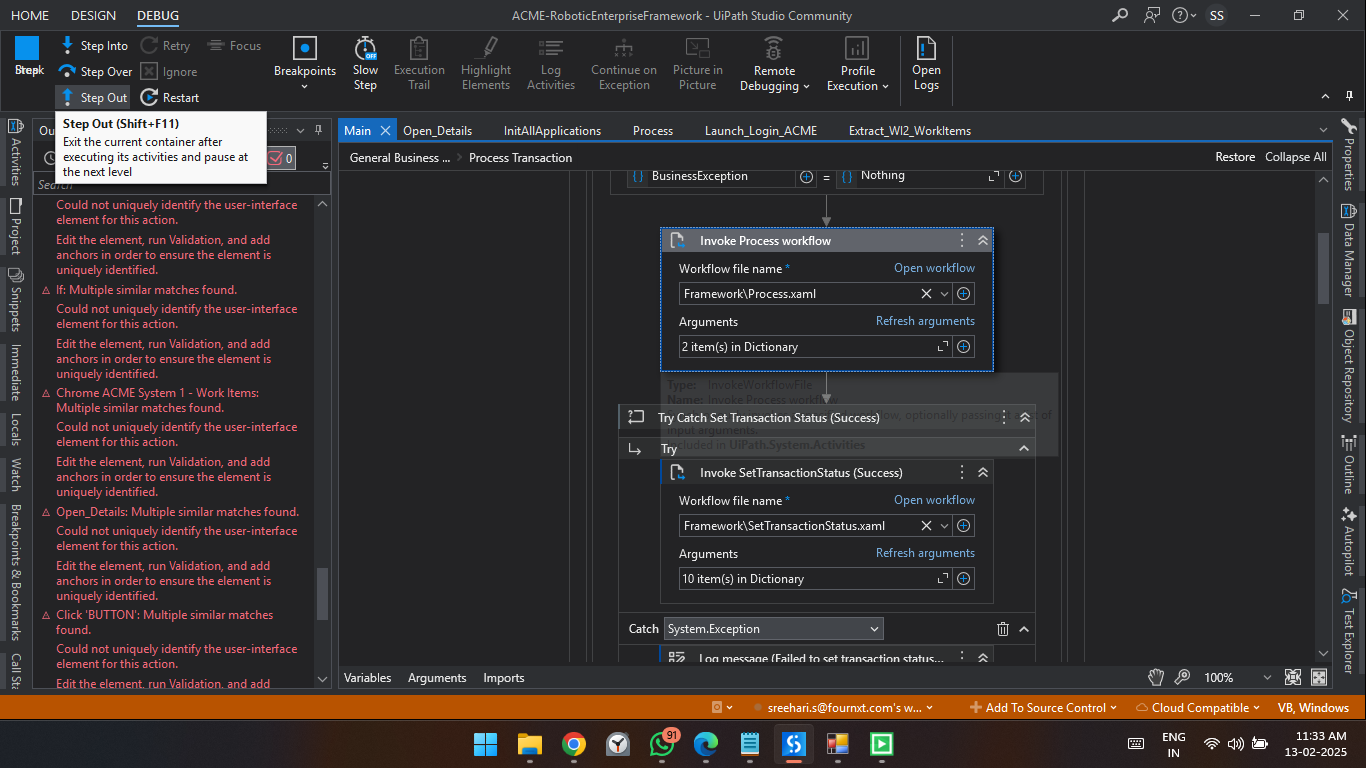 HOME DESIGN DEBUG
ACME-RoboticEnterpriseFramework - UiPath Studio Community
SS
Step Into
Retry
Focus
Step Over
Ignore
Step Out
Restart
Break
Stop
Breakpoints
Slow
Step
Execution
Trail
Highlight
Elements
Log
Activities
Continue on
Exception
Picture in
Picture
Remote
Debugging
Profile
Execution
Open
Logs
Step Out (Shift+F11)
Exit the current container after
executing its activities and pause at
the next level
Ou
0
Search
Activities
Project
Snippets
Immediate
Locals
Watch
Breakpoints & Bookmarks
Call Sta
Could not uniquely identify the user-interface
element for this action.
Edit the element, run Validation, and add
anchors in order to ensure the element is
uniquely identified.
If: Multiple similar matches found.
Could not uniquely identify the user-interface
element for this action.
Edit the element, run Validation, and add
anchors in order to ensure the element is
uniquely identified.
Chrome ACME System 1 - Work Items:
Multiple similar matches found.
Could not uniquely identify the user-interface
element for this action.
Edit the element, run Validation, and add
anchors in order to ensure the element is
uniquely identified.
Open_Details: Multiple similar matches found.
Could not uniquely identify the user-interface
element for this action.
Edit the element, run Validation, and add
anchors in order to ensure the element is
uniquely identified.
Click 'BUTTON': Multiple similar matches
found.
Could not uniquely identify the user-interface
element for this action.
Edit the element, run Validation, and add
Main Open_Details InitAllApplications Process Launch_Login_ACME Extract_WI2_WorkItems
General Business ... > Process Transaction
Restore Collapse All
BusinessException = Nothing
Invoke Process workflow
Workflow file name * Open workflow
Framework\Process.xaml
Arguments Refresh arguments
2 item(s) in Dictionary
Type: InvokeWorkflowFile
Name: Invoke Process workflow
ow, optionally passing it a set of
input arguments.
Included in UiPath.System.Activities
Try Catch Set Transaction Status (Success)
Try
Invoke SetTransactionStatus (Success)
Workflow file name * Open workflow
Framework\SetTransactionStatus.xaml
Arguments Refresh arguments
10 item(s) in Dictionary
Catch System.Exception
Log message (Failed to set transaction status...
Variables Arguments Imports
100%
Properties
Data Manager
Object Repository
Outline
Autopilot
Test Explorer
sreehari.s@fournxt.com's w...
Add To Source Control
Cloud Compatible
VB, Windows
91
ENG
IN
11:33 AM
13-02-2025